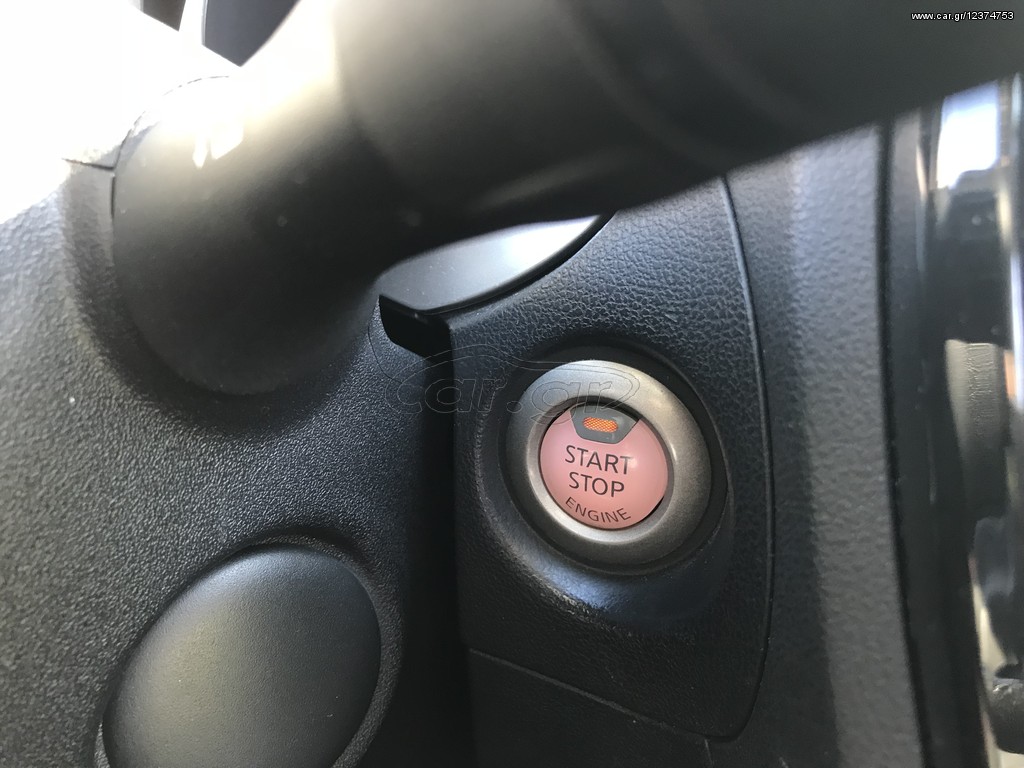 www.car.gr/12374753
car.gr
START
STOP
ENGINE